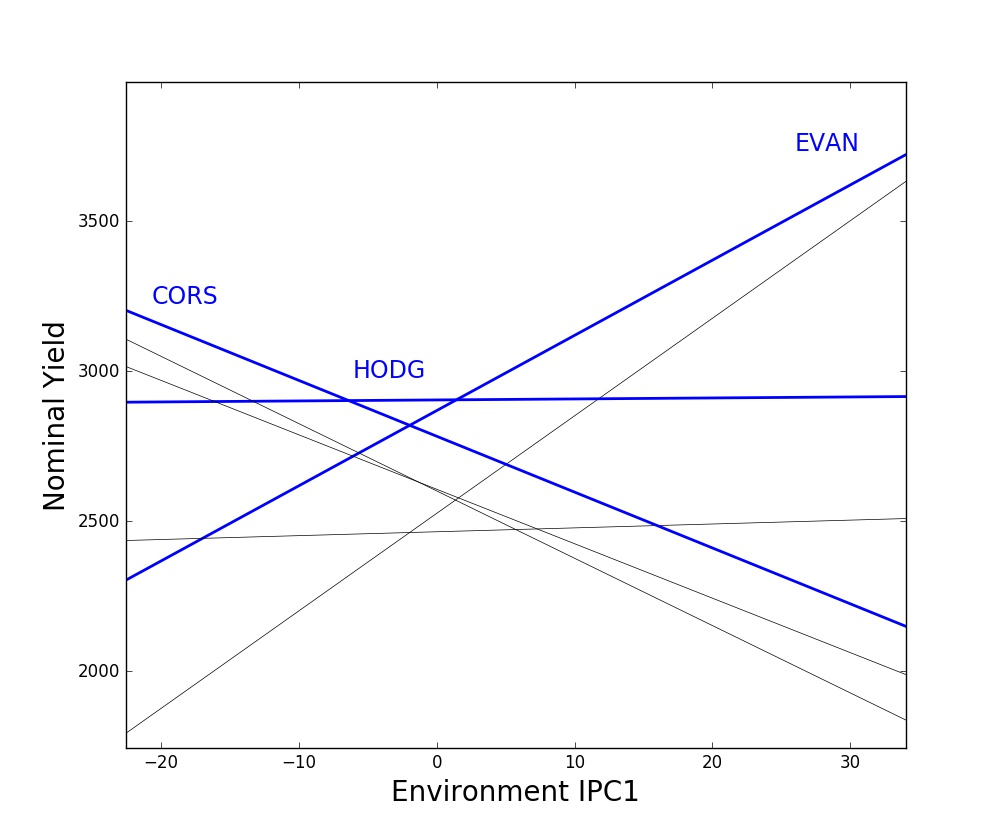 EVAN
CORS
HODG
3500
3000
2500
2000
Nominal Yield
−20 −10 0 10 20 30
Environment IPC1